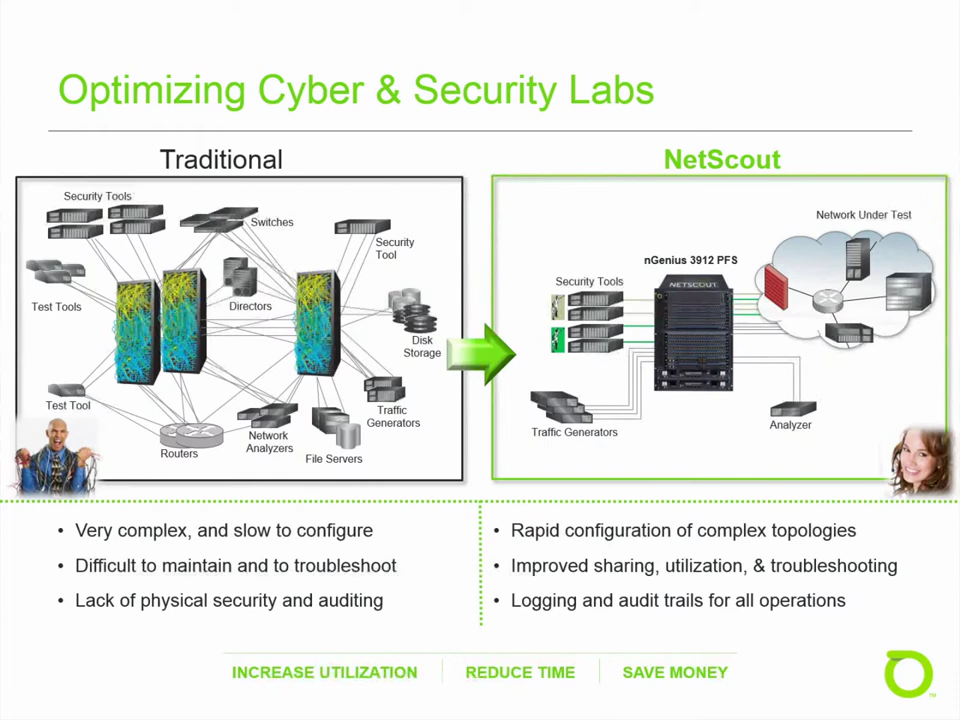 Optimizing Cyber & Security Labs
Traditional
Security Tools
Switches
Security
Tool
Test Tools
Directors
Disk
Storage
Test Tool
Traffic
Generators
Network
Analyzers
Routers
File Servers
NetScout
Network Under Test
nGenius 3912 PFS
NETSCOUT
Security Tools
Traffic Generators
Analyzer
• Very complex, and slow to configure
• Difficult to maintain and to troubleshoot
• Lack of physical security and auditing
• Rapid configuration of complex topologies
• Improved sharing, utilization, & troubleshooting
• Logging and audit trails for all operations
INCREASE UTILIZATION
REDUCE TIME
SAVE MONEY
TM